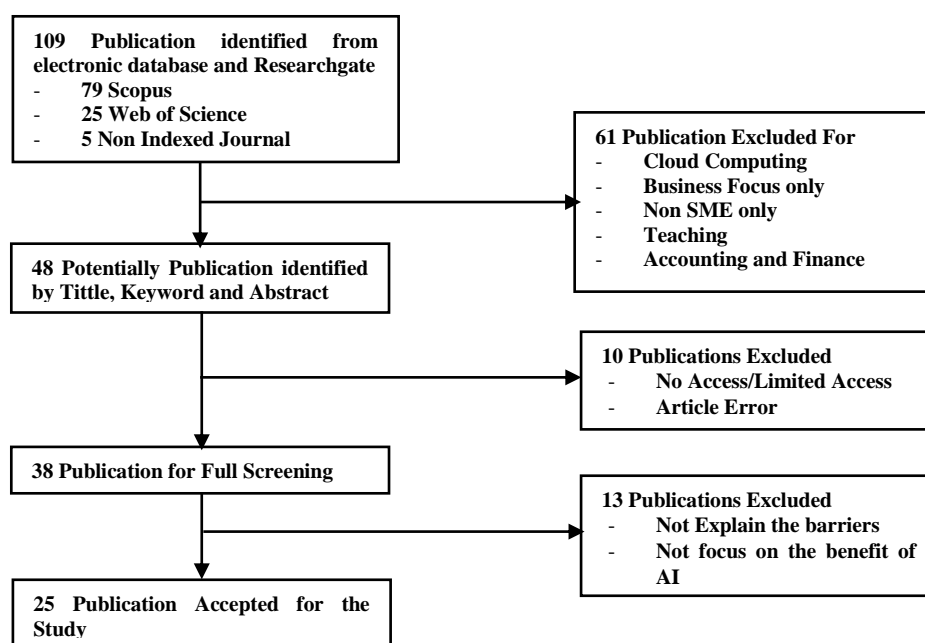 109 Publication identified from
electronic database and Researchgate
- 79 Scopus
- 25 Web of Science
- 5 Non Indexed Journal
61 Publication Excluded For
- Cloud Computing
- Business Focus only
- Non SME only
- Teaching
- Accounting and Finance
48 Potentially Publication identified
by Tittle, Keyword and Abstract
10 Publications Excluded
- No Access/Limited Access
- Article Error
38 Publication for Full Screening
13 Publications Excluded
- Not Explain the barriers
- Not focus on the benefit of
AI
25 Publication Accepted for the
Study